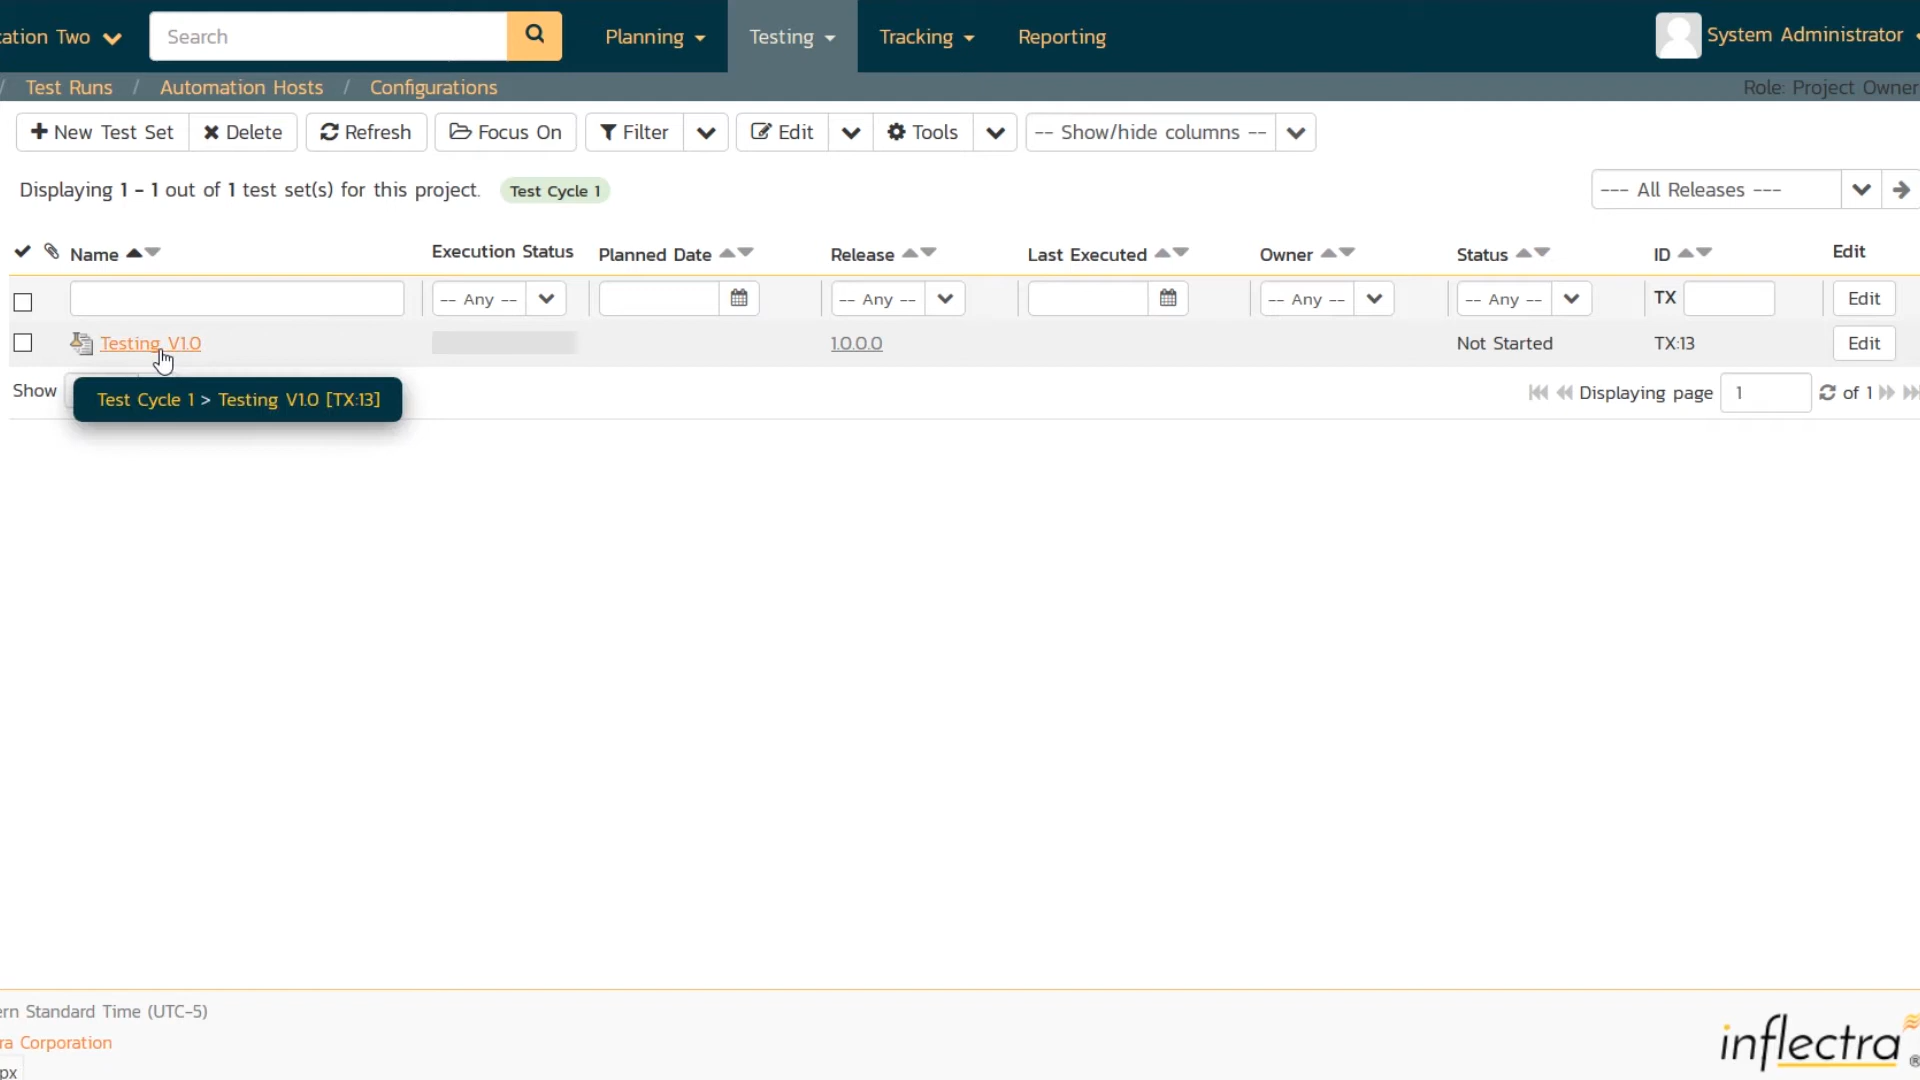 ation Two
Search
Planning
Testing
Tracking
Reporting
System Administrator
/ Test Runs / Automation Hosts / Configurations
Role: Project Owner
New Test Set
Delete
Refresh
Focus On
Filter
Edit
Tools
-- Show/hide columns --
Displaying 1 - 1 out of 1 test set(s) for this project.
Test Cycle 1
--- All Releases ---
Name
Execution Status
Planned Date
Release
Last Executed
Owner
Status
ID
Edit
-- Any --
-- Any --
-- Any --
-- Any --
TX
Edit
Testing V1.0
1.0.0.0
Not Started
TX:13
Edit
Show
Test Cycle 1 > Testing V1.0 [TX:13]
Displaying page 1 of 1
ern Standard Time (UTC-5)
ra Corporation
px
inflectra®